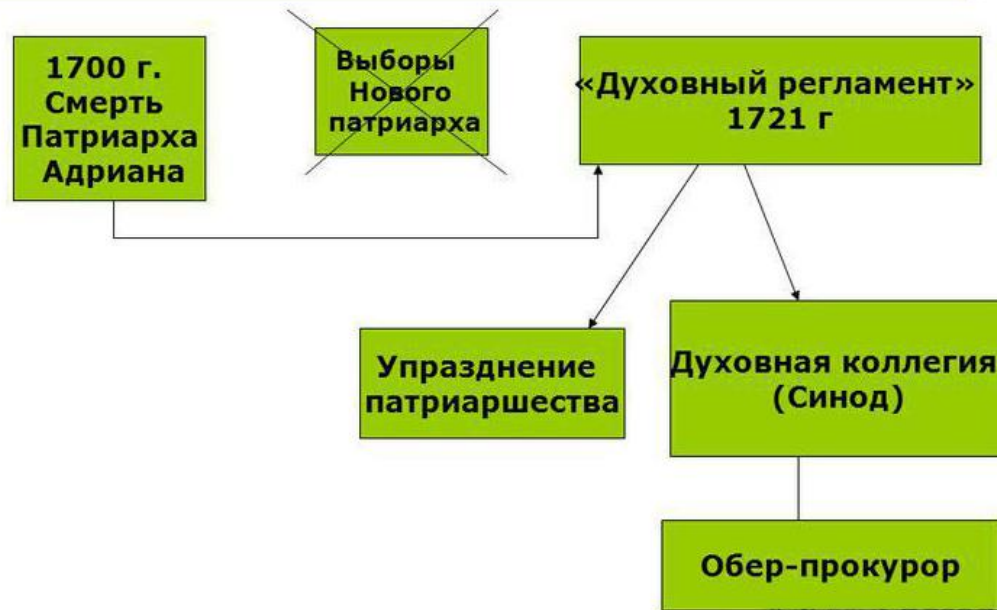 1700 г.
Смерть
Патриарха
Адриана
Выборы
Нового
патриарха
«Духовный регламент»
1721 г
Упразднение
патриаршества
Духовная коллегия
(Синод)
Обер-прокурор